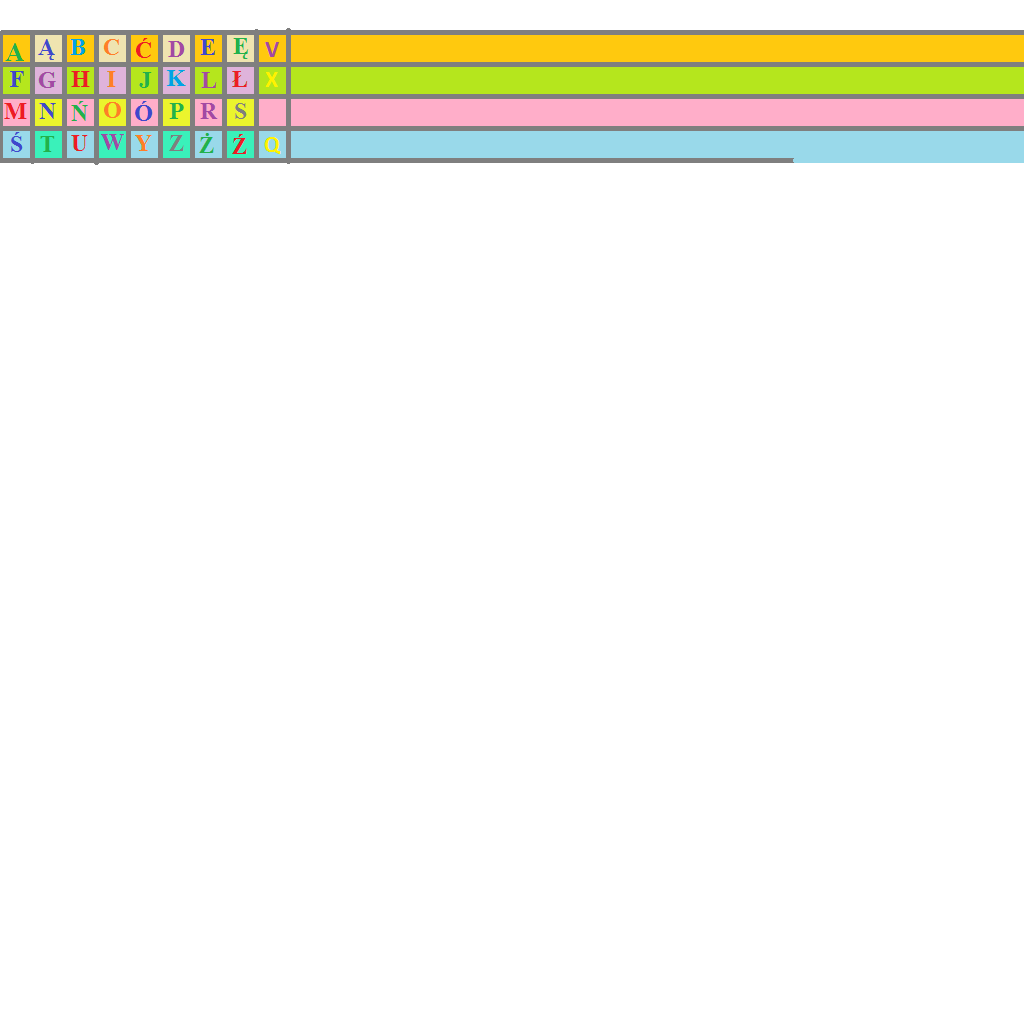 A Ą B C Ć D E Ę V
F G H I J K L Ł X
M N Ń O Ó P R S
Ś T U W Y Z Ż Ź Q